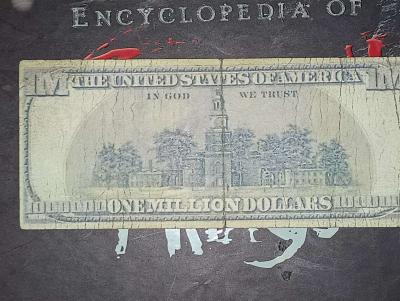 ENCYCLOPEDIA OF
THE UNITED STATES OF AMERICA
IN GOD WE TRUST
ONE MILLION DOLLARS